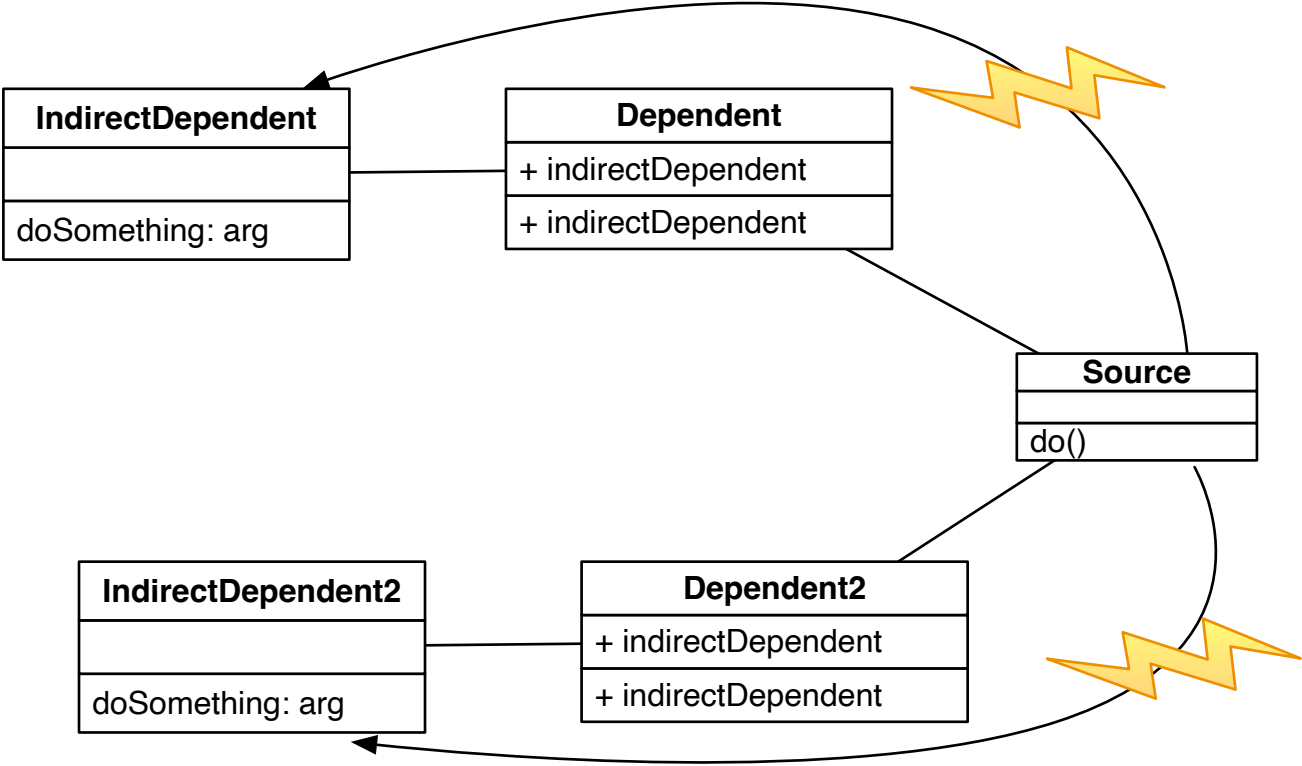 IndirectDependent
doSomething: arg
Dependent
+ indirectDependent
+ indirectDependent
Source
do()
IndirectDependent2
doSomething: arg
Dependent2
+ indirectDependent
+ indirectDependent